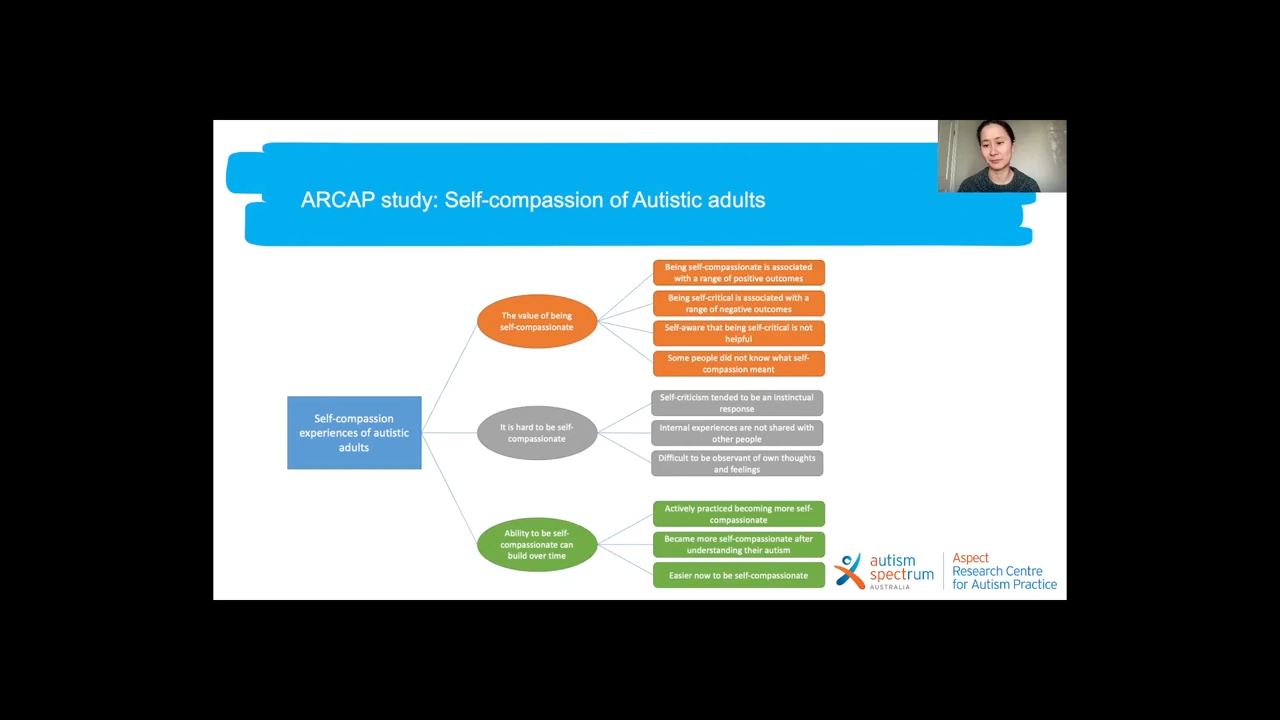 ARCAP study: Self-compassion of Autistic adults
Self-compassion
experiences of autistic
adults
The value of being
self-compassionate
Being self-compassionate is associated
with a range of positive outcomes
Being self-critical is associated with a
range of negative outcomes
Self-aware that being self-critical is not
helpful
Some people did not know what self-
compassion meant
It is hard to be self-
compassionate
Self-criticism tended to be an instinctual
response
Internal experiences are not shared with
other people
Difficult to be observant of own thoughts
and feelings
Ability to be self-
compassionate can
build over time
Actively practiced becoming more self-
compassionate
Became more self-compassionate after
understanding their autism
Easier now to be self-compassionate
autism
spectrum
AUSTRALIA
Aspect
Research Centre
for Autism Practice